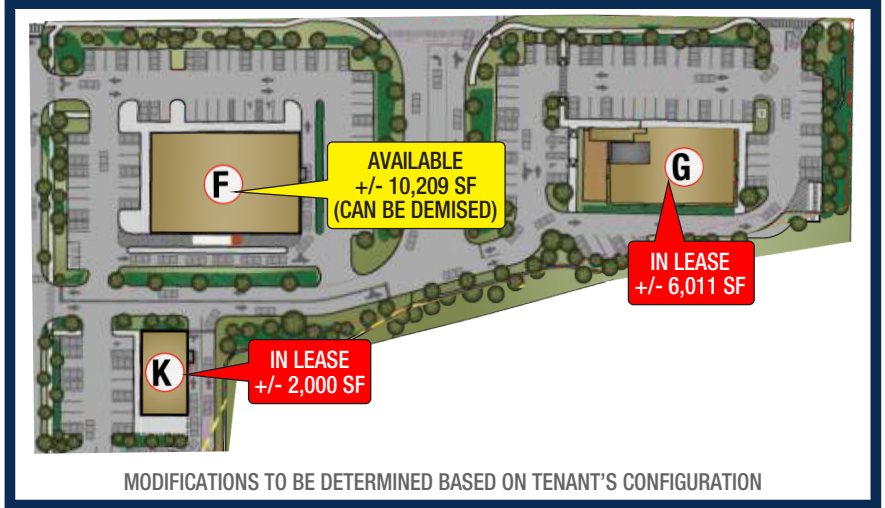 F
AVAILABLE
+/- 10,209 SF
(CAN BE DEMISED)
G
IN LEASE
+/- 6,011 SF
K
IN LEASE
+/- 2,000 SF
MODIFICATIONS TO BE DETERMINED BASED ON TENANT'S CONFIGURATION